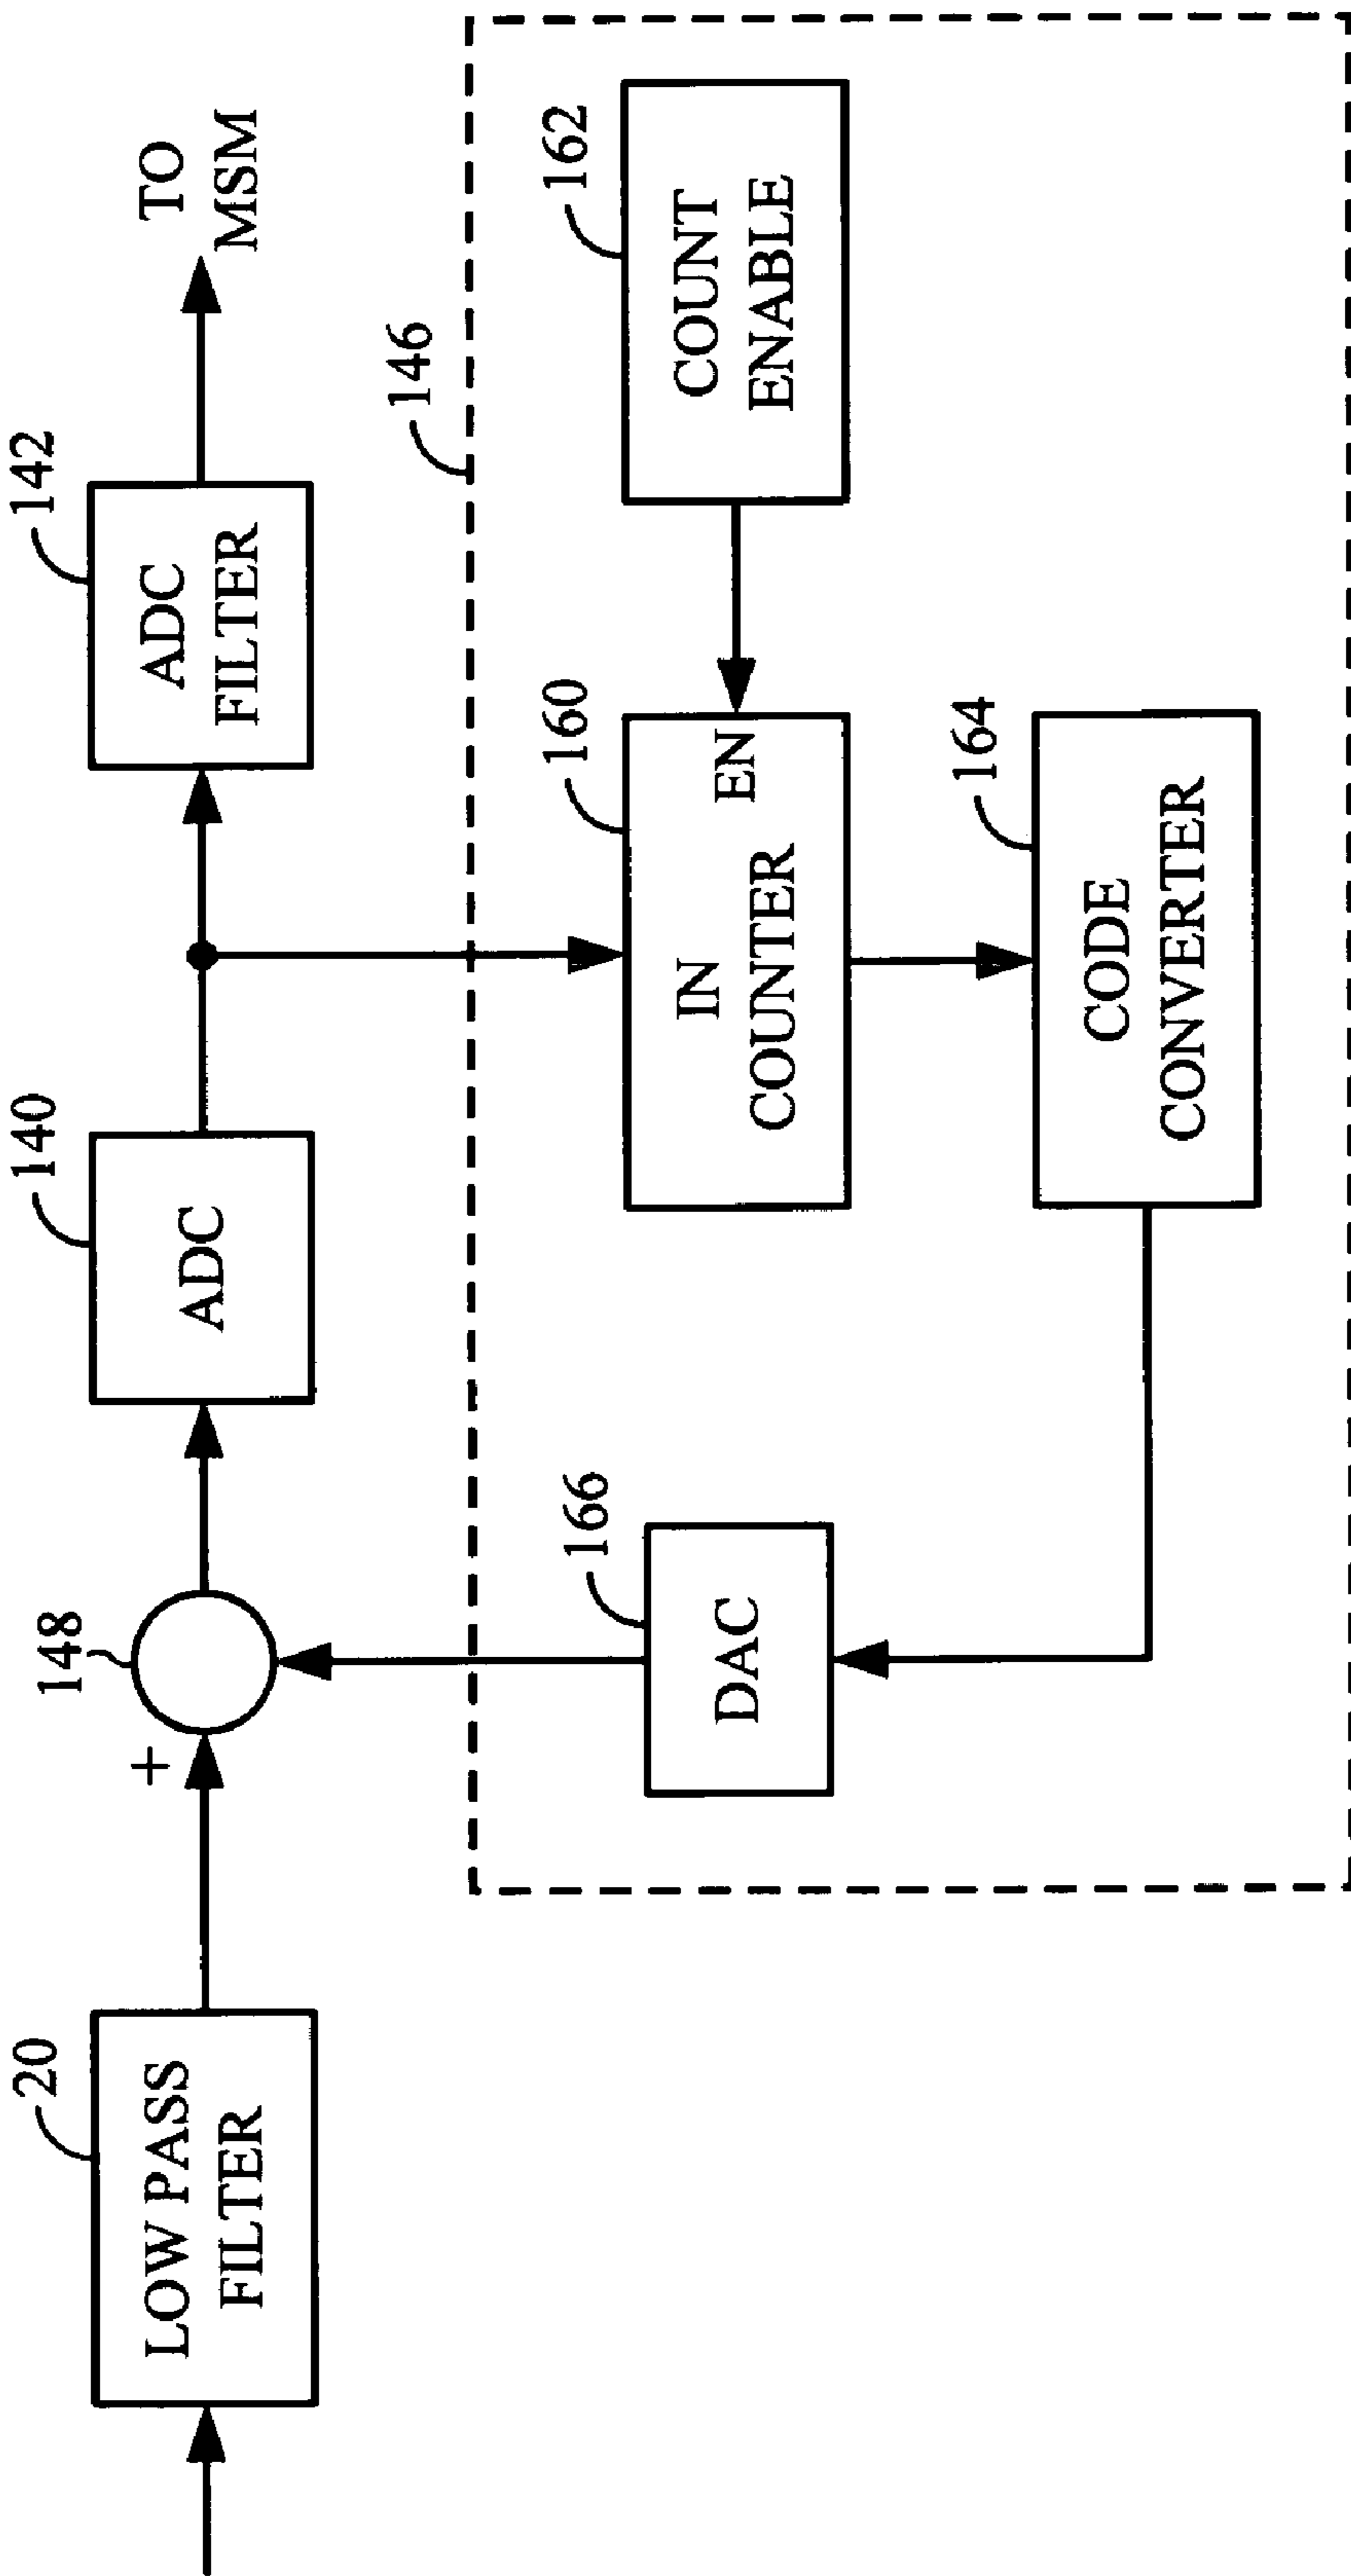 20
LOW PASS
FILTER
148
+
140
ADC
142
ADC
FILTER
TO
MSM
146
166
DAC
160
IN
EN
COUNTER
162
COUNT
ENABLE
164
CODE
CONVERTER